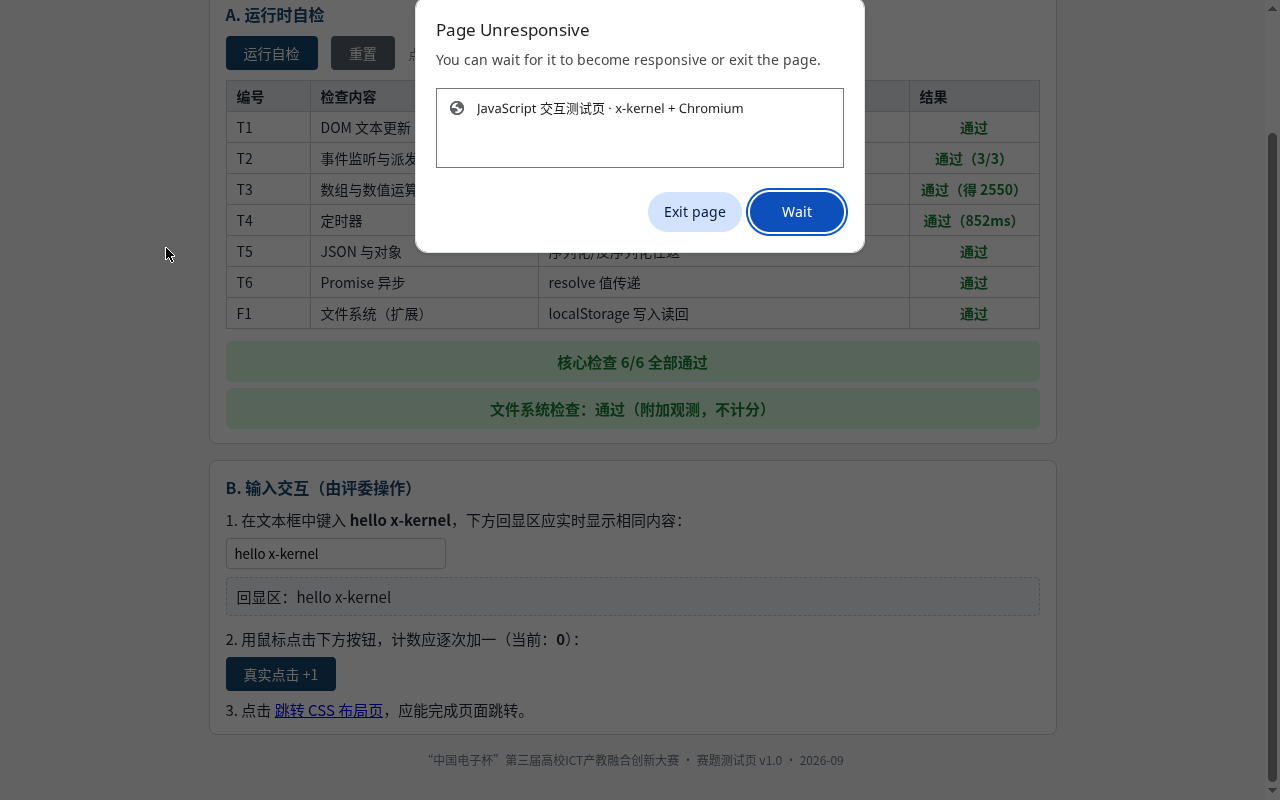 A. 运行时自检
Page Unresponsive
You can wait for it to become responsive or exit the page.
JavaScript 交互测试页 · x-kernel + Chromium
Exit page
Wait
运行自检
重置
编号
检查内容
结果
T1
DOM 文本更新
通过
T2
事件监听与派发
通过（3/3）
T3
数组与数值运算
通过（得 2550）
T4
定时器
通过（852ms）
T5
JSON 与对象
序列化/反序列化往返
通过
T6
Promise 异步
resolve 值传递
通过
F1
文件系统（扩展）
localStorage 写入读回
通过
核心检查 6/6 全部通过
文件系统检查：通过（附加观测，不计分）
B. 输入交互（由评委操作）
1. 在文本框中键入 hello x-kernel，下方回显区应实时显示相同内容：
hello x-kernel
回显区：hello x-kernel
2. 用鼠标点击下方按钮，计数应逐次加一（当前：0）：
真实点击 +1
3. 点击 跳转 CSS 布局页，应能完成页面跳转。
“中国电子杯”第三届高校ICT产教融合创新大赛 · 赛题测试页 v1.0 · 2026-09